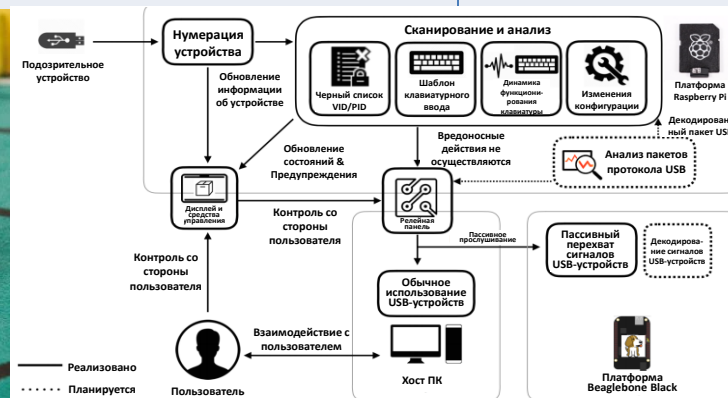 Подозрительное
устройство
Нумерация
устройства
Сканирование и анализ
Черный список
VID/PID
Шаблон
клавиатурного
ввода
Динамика
функциони-
рования
клавиатуры
Изменения
конфигурации
Платформа
Raspberry Pi
Обновление
информации
об устройстве
Обновление
состояний &
Предупреждения
Вредоносные
действия не
осуществляются
Декодирован-
ный пакет USB
Анализ пакетов
протокола USB
Дисплей и
средства
управления
Контроль со
стороны
пользователя
Релейная
панель
Пассивное
прослушивание
Пассивный
перехват
сигналов
USB-устройств
Декодирова-
ние сигналов
USB-устройств
Контроль со
стороны
пользователя
Обычное
использование
USB-устройств
Взаимодействие с
пользователем
Хост ПК
Пользователь
Платформа
Beaglebone Black
Реализовано
Планируется